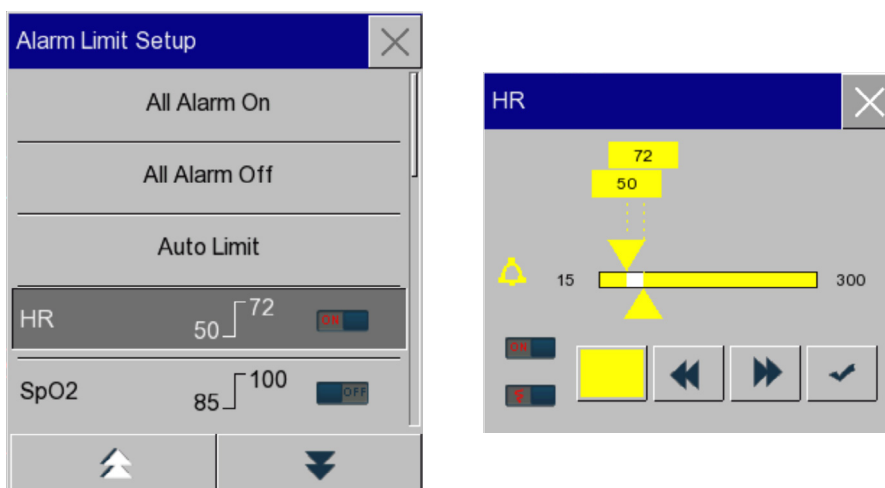 Alarm Limit Setup
All Alarm On
All Alarm Off
Auto Limit
HR 50 72 ON
SpO2 85 100 OFF
HR
72
50
15 300
ON